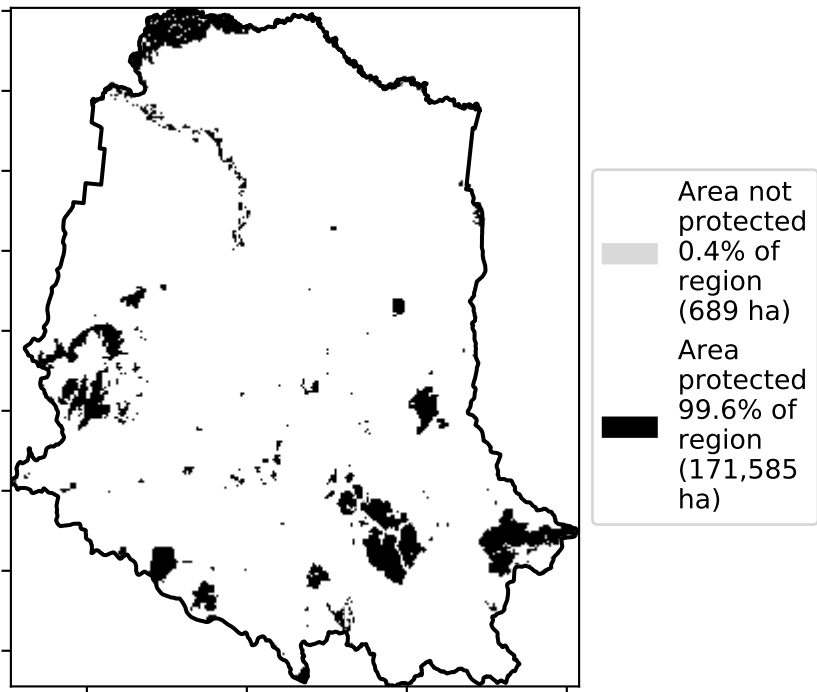 Area not
protected
0.4% of
region
(689 ha)
Area
protected
99.6% of
region
(171,585
ha)